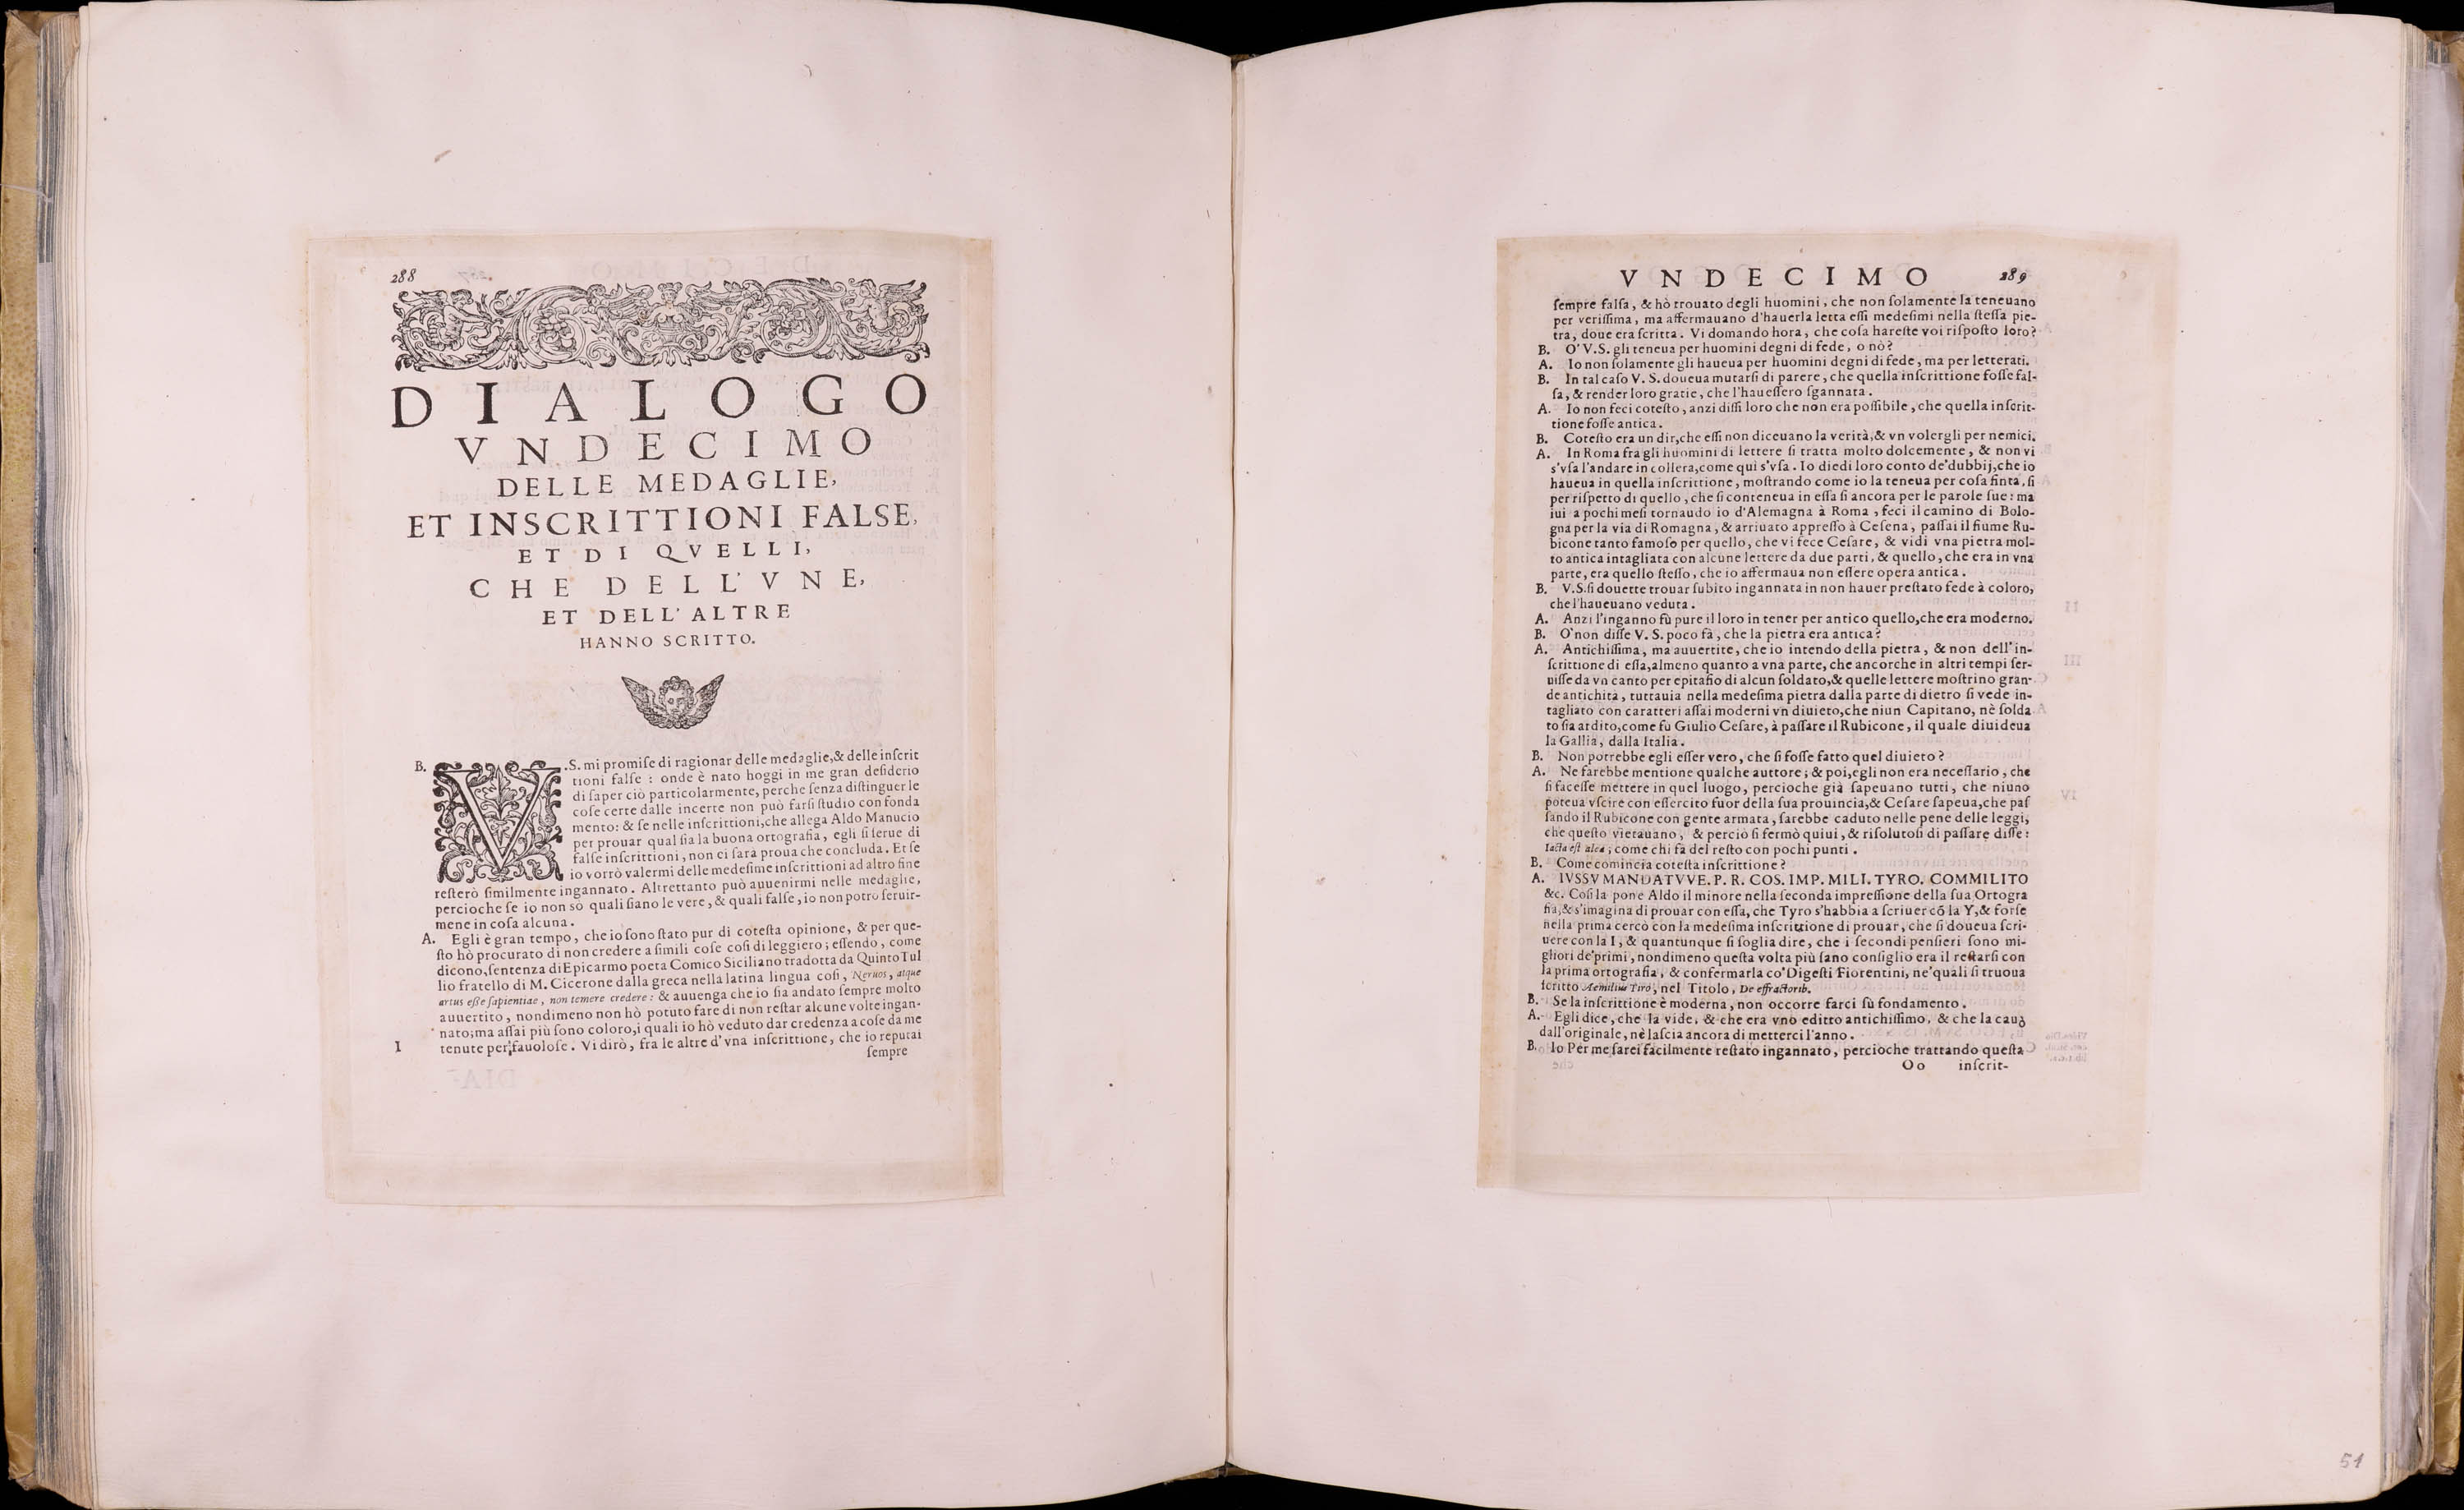 288
DIALOGO
VNDECIMO
DELLE MEDAGLIE,
ET INSCRITTIONI FALSE,
ET DI QVELLI,
CHE DELL'VNE,
ET DELL'ALTRE
HANNO SCRITTO.
B. V.S. mi promiſe di ragionar delle medaglie,& delle inſcrit
tioni falſe : onde è nato hoggi in me gran deſiderio
di ſaper ciò particolarmente, perche ſenza diſtinguer le
coſe certe dalle incerte non può farſi ſtudio con fonda
mento: & ſe nelle inſcrittioni,che allega Aldo Manucio
per prouar qual ſia la buona ortografia, egli ſi ſerue di
falſe inſcrittioni, non ci ſarà proua che concluda. Et ſe
io vorrò valermi delle medeſime inſcrittioni ad altro fine
reſterò ſimilmente ingannato. Altrettanto può auuenirmi nelle medaglie,
percioche ſe io non sò quali ſiano le vere, & quali falſe, io non potrò ſeruir-
mene in coſa alcuna.
A. Egli è gran tempo, che io ſono ſtato pur di coteſta opinione, & per que-
ſto hò procurato di non credere a ſimili coſe coſi di leggiero; eſſendo, come
dicono,ſentenza di Epicarmo poeta Comico Siciliano tradotta da Quinto Tul
lio fratello di M. Cicerone dalla greca nella latina lingua coſi, Neruos, atque
artus eſſe ſapientiae, non temere credere: & auuenga che io ſia andato ſempre molto
auuertito, nondimeno non hò potuto fare di non reſtar alcune volte ingan-
nato;ma aſſai più ſono coloro,i quali io hò veduto dar credenza a coſe da me
I tenute per fauoloſe. Vi dirò, fra le altre d'vna inſcrittione, che io reputai
ſempre
VNDECIMO 289
ſempre falſa, & hò trouato degli huomini, che non ſolamente la teneuano
per veriſſima, ma affermauano d'hauerla letta eſſi medeſimi nella ſteſſa pie-
tra, doue era ſcritta. Vi domando hora, che coſa hareſte voi riſpoſto loro?
B. O' V.S. gli teneua per huomini degni di fede, o nò?
A. Io non ſolamente gli haueua per huomini degni di fede, ma per letterati.
B. In tal caſo V. S. doueua mutarſi di parere, che quella inſcrittione foſſe fal-
ſa, & render loro gratie, che l'haueſſero ſgannata.
A. Io non feci coteſto, anzi diſſi loro che non era poſſibile, che quella inſcrit-
tione foſſe antica.
B. Coteſto era un dir,che eſſi non diceuano la verità,& vn volergli per nemici.
A. In Roma fra gli huomini di lettere ſi tratta molto dolcemente, & non vi
s'vſa l'andare in collera,come qui s'vſa. Io diedi loro conto de'dubbij,che io
haueua in quella inſcrittione, moſtrando come io la teneua per coſa finta, ſi
per riſpetto di quello, che ſi conteneua in eſſa ſi ancora per le parole ſue: ma
iui a pochi meſi tornaudo io d'Alemagna à Roma, feci il camino di Bolo-
gna per la via di Romagna, & arriuato appreſſo à Ceſena, paſſai il fiume Ru-
bicone tanto famoſo per quello, che vi fece Ceſare, & vidi vna pietra mol-
to antica intagliata con alcune lettere da due parti, & quello, che era in vna
parte, era quello ſteſſo, che io affermaua non eſſere opera antica.
B. V.S.ſi douette trouar ſubito ingannata in non hauer preſtato fede à coloro,
che l'haueuano veduta.
A. Anzi l'inganno fù pure il loro in tener per antico quello,che era moderno.
B. O'non diſſe V. S. poco fà, che la pietra era antica?
A. Antichiſſima, ma auuertite, che io intendo della pietra, & non dell'in-
ſcrittione di eſſa,almeno quanto a vna parte, che ancorche in altri tempi ſer-
uiſſe da vn canto per epitafio di alcun ſoldato,& quelle lettere moſtrino gran-
de antichità, tuttauia nella medeſima pietra dalla parte di dietro ſi vede in-
tagliato con caratteri aſſai moderni vn diuieto,che niun Capitano, nè ſolda
to ſia ardito,come fu Giulio Ceſare, à paſſare il Rubicone, il quale diuideua
la Gallia, dalla Italia.
B. Non potrebbe egli eſſer vero, che ſi foſſe fatto quel diuieto?
A. Ne farebbe mentione qualche auttore; & poi,egli non era neceſſario, che
ſi faceſſe mettere in quel luogo, percioche già ſapeuano tutti, che niuno
poteua vſcire con eſſercito fuor della ſua prouincia,& Ceſare ſapeua,che paſ
ſando il Rubicone con gente armata, ſarebbe caduto nelle pene delle leggi,
che queſto vietauano, & perciò ſi fermò quiui, & riſolutoſi di paſſare diſſe:
Iacta eſt alea; come chi fà del reſto con pochi punti.
B. Come comincia coteſta inſcrittione?
A. IVSSV MANDATVVE. P. R. COS. IMP. MILI. TYRO. COMMILITO
&c. Coſi la pone Aldo il minore nella ſeconda impreſſione della ſua Ortogra
fia,& s'imagina di prouar con eſſa, che Tyro s'habbia a ſcriuer cō la Y,& forſe
nella prima cercò con la medeſima inſcrittione di prouar, che ſi doueua ſcri-
uere con la I, & quantunque ſi ſoglia dire, che i ſecondi penſieri ſono mi-
gliori de'primi, nondimeno queſta volta più ſano conſiglio era il reſtarſi con
la prima ortografia, & confermarla co'Digeſti Fiorentini, ne'quali ſi truoua
ſcritto Aemilius Tiro, nel Titolo, De effractorib.
B. Se la inſcrittione è moderna, non occorre farci sù fondamento.
A. Egli dice, che la vide, & che era vno editto antichiſſimo, & che la cauò
dall'originale, nè laſcia ancora di metterci l'anno.
B. Io Per me ſarei facilmente reſtato ingannato, percioche trattando queſta
Oo inſcrit-
51